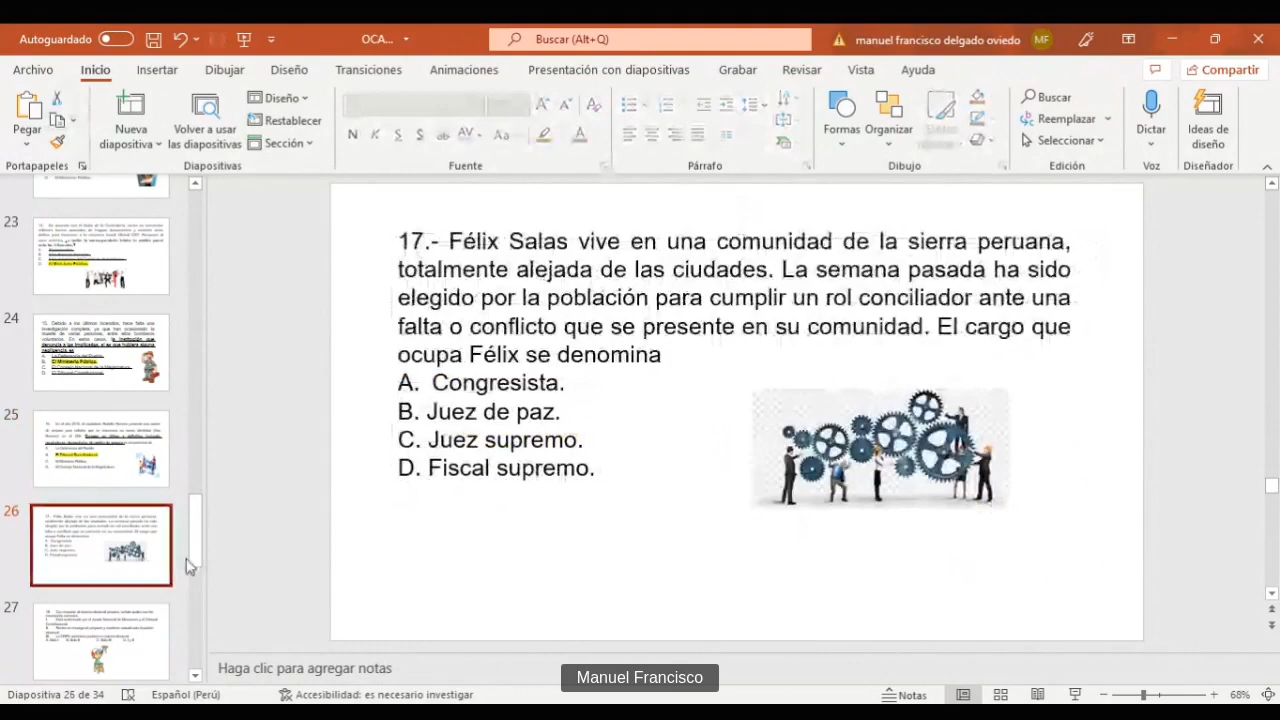 Autoguardado
OCA...
Buscar (Alt+Q)
manuel francisco delgado oviedo
MF
Archivo Inicio Insertar Dibujar Diseño Transiciones Animaciones Presentación con diapositivas Grabar Revisar Vista Ayuda
Compartir
Pegar
Nueva
diapositiva
Volver a usar
las diapositivas
Diseño
Restablecer
Sección
Formas
Organizar
Buscar
Reemplazar
Seleccionar
Dictar
Ideas de
diseño
Portapapeles
Diapositivas
Fuente
Párrafo
Dibujo
Edición
Voz
Diseñador
23
24
25
26
27
17.- Félix Salas vive en una comunidad de la sierra peruana,
totalmente alejada de las ciudades. La semana pasada ha sido
elegido por la población para cumplir un rol conciliador ante una
falta o conflicto que se presente en su comunidad. El cargo que
ocupa Félix se denomina
A. Congresista.
B. Juez de paz.
C. Juez supremo.
D. Fiscal supremo.
Haga clic para agregar notas
Manuel Francisco
Diapositiva 25 de 34
Español (Perú)
Accesibilidad: es necesario investigar
Notas
68%